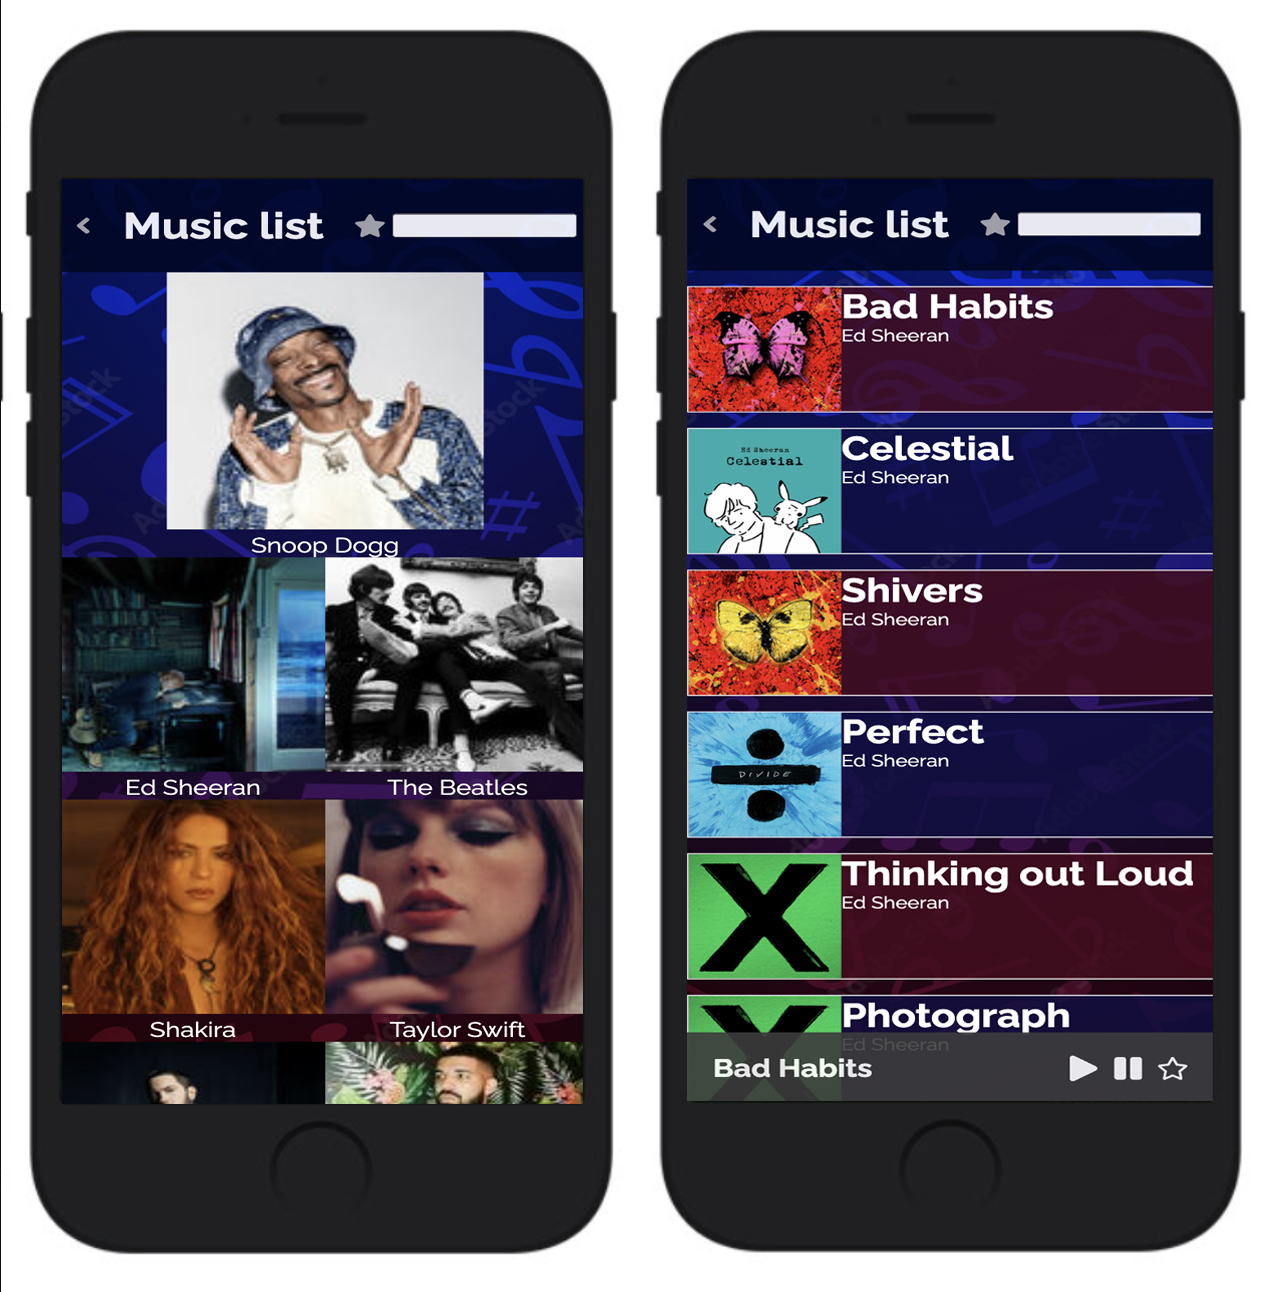 Music list
Snoop Dogg
Ed Sheeran
The Beatles
Shakira
Taylor Swift
Music list
Bad Habits
Ed Sheeran
Ed Sheeran
Celestial
Celestial
Ed Sheeran
Shivers
Ed Sheeran
DIVIDE
Perfect
Ed Sheeran
Thinking out Loud
Ed Sheeran
Photograph
Ed Sheeran
Bad Habits